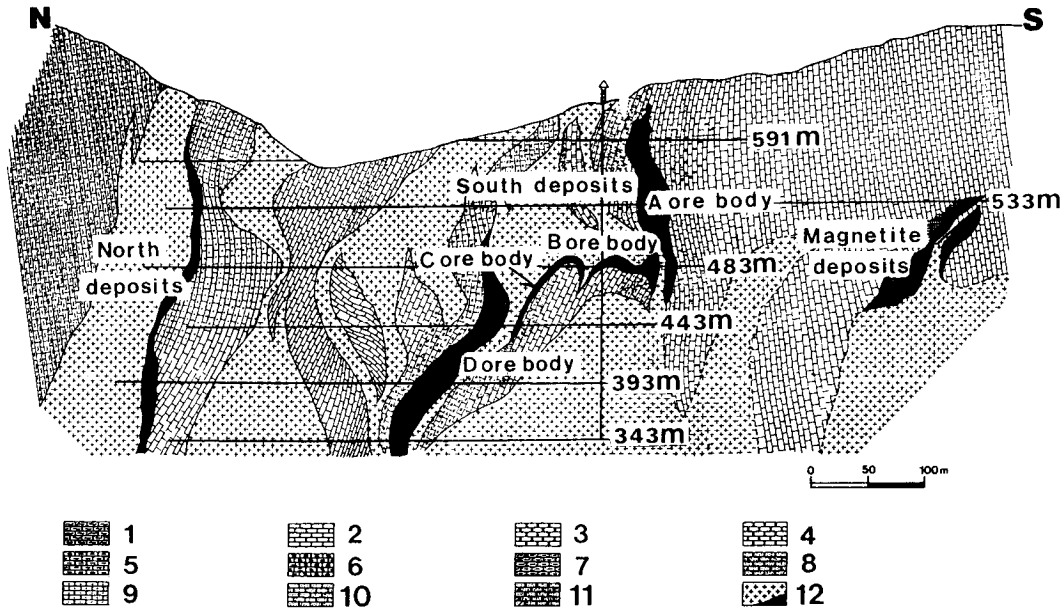 N
S
591m
South deposits
A ore body
533m
North
deposits
B ore body
C ore body
Magnetite
deposits
483m
443m
D ore body
393m
343m
0 50 100m
1 2 3 4
5 6 7 8
9 10 11 12